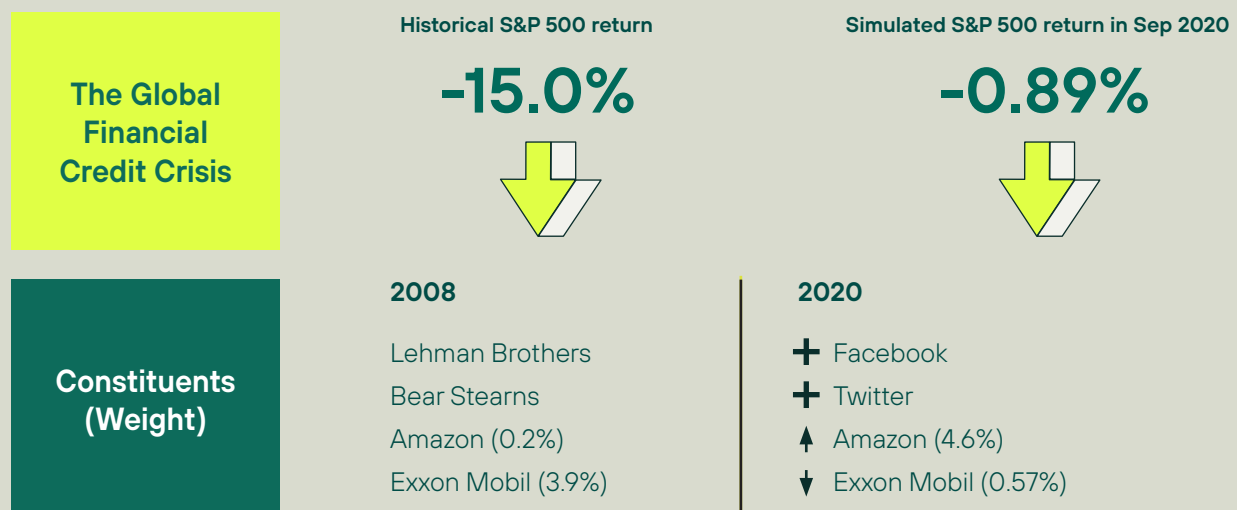 The Global
Financial
Credit Crisis
Historical S&P 500 return
-15.0%
Simulated S&P 500 return in Sep 2020
-0.89%
Constituents
(Weight)
2008
Lehman Brothers
Bear Stearns
Amazon (0.2%)
Exxon Mobil (3.9%)
2020
+ Facebook
+ Twitter
Amazon (4.6%)
Exxon Mobil (0.57%)